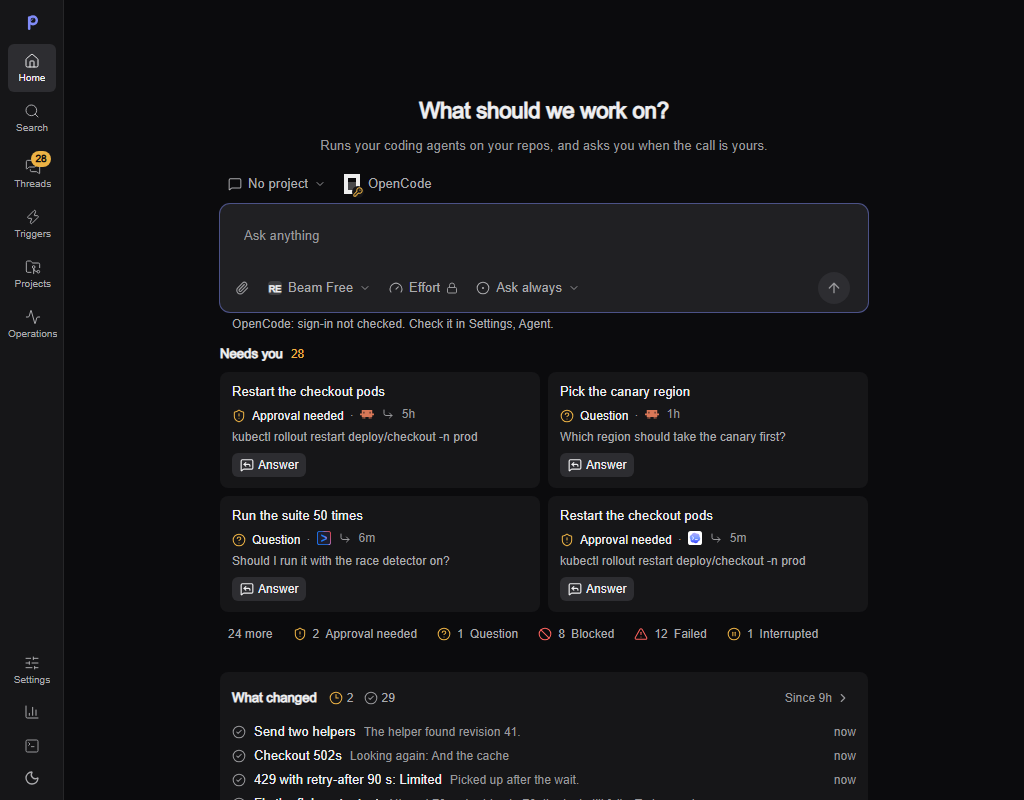 Home
Search
28
Threads
Triggers
Projects
Operations
Settings
What should we work on?
Runs your coding agents on your repos, and asks you when the call is yours.
No project OpenCode
Ask anything
RE Beam Free Effort Ask always
OpenCode: sign-in not checked. Check it in Settings, Agent.
Needs you 28
Restart the checkout pods
Approval needed · 5h
kubectl rollout restart deploy/checkout -n prod
Answer
Pick the canary region
Question · 1h
Which region should take the canary first?
Answer
Run the suite 50 times
Question · 6m
Should I run it with the race detector on?
Answer
Restart the checkout pods
Approval needed · 5m
kubectl rollout restart deploy/checkout -n prod
Answer
24 more 2 Approval needed 1 Question 8 Blocked 12 Failed 1 Interrupted
What changed 2 29 Since 9h
Send two helpers The helper found revision 41. now
Checkout 502s Looking again: And the cache now
429 with retry-after 90 s: Limited Picked up after the wait. now